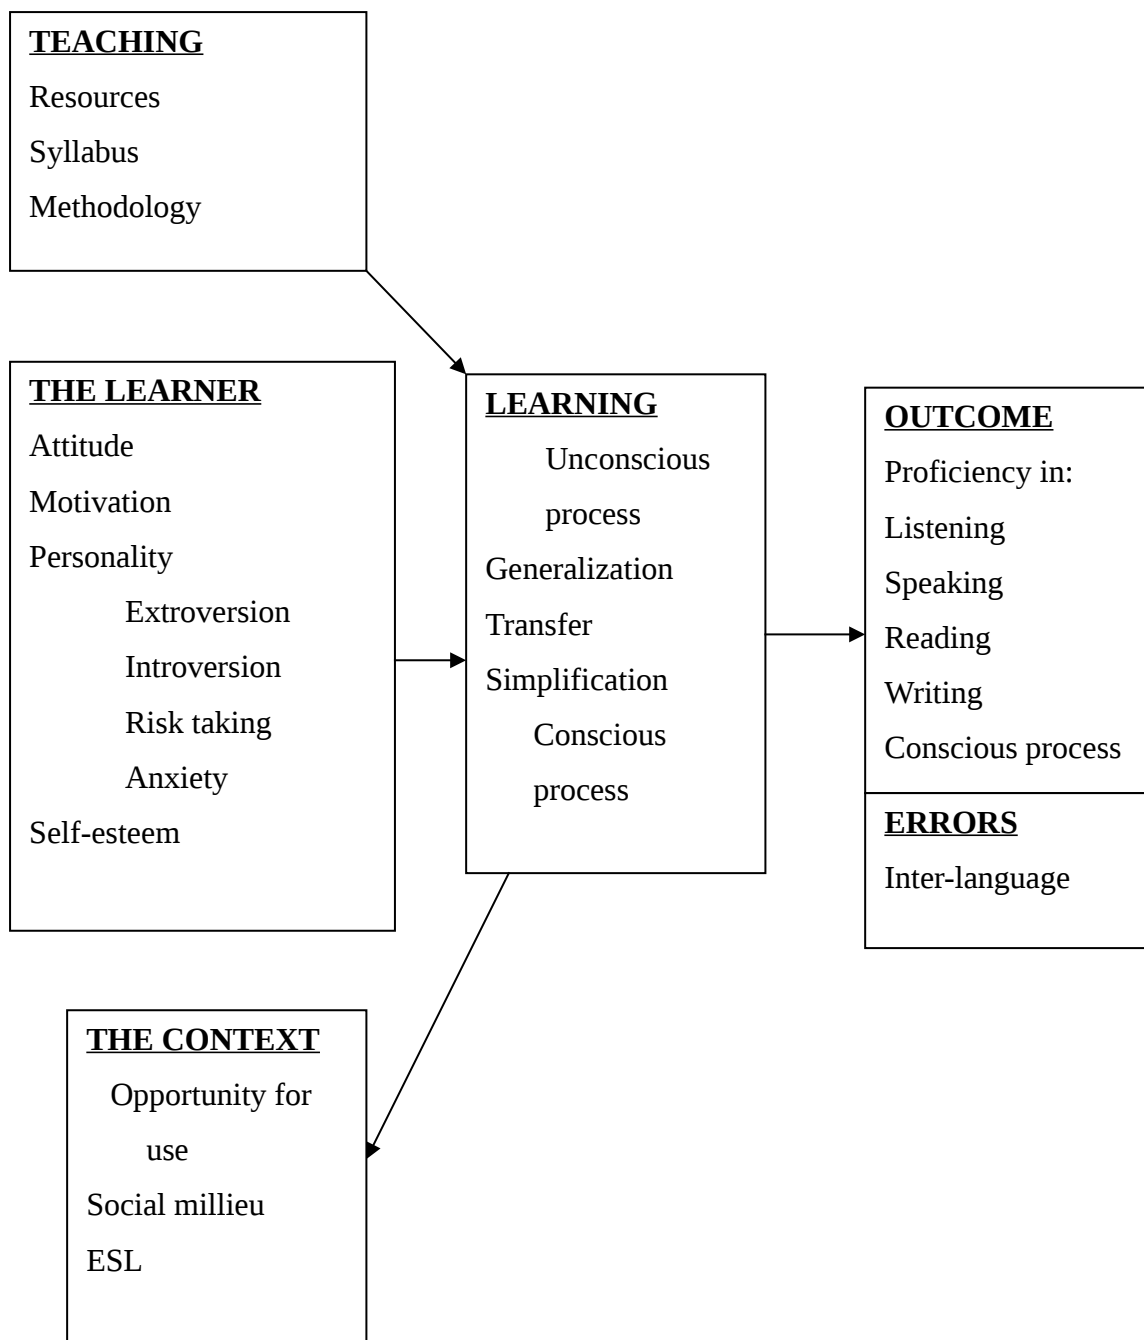 TEACHING
Resources
Syllabus
Methodology
THE LEARNER
Attitude
Motivation
Personality
Extroversion
Introversion
Risk taking
Anxiety
Self-esteem
LEARNING
Unconscious
process
Generalization
Transfer
Simplification
Conscious
process
OUTCOME
Proficiency in:
Listening
Speaking
Reading
Writing
Conscious process
ERRORS
Inter-language
THE CONTEXT
Opportunity for
use
Social millieu
ESL